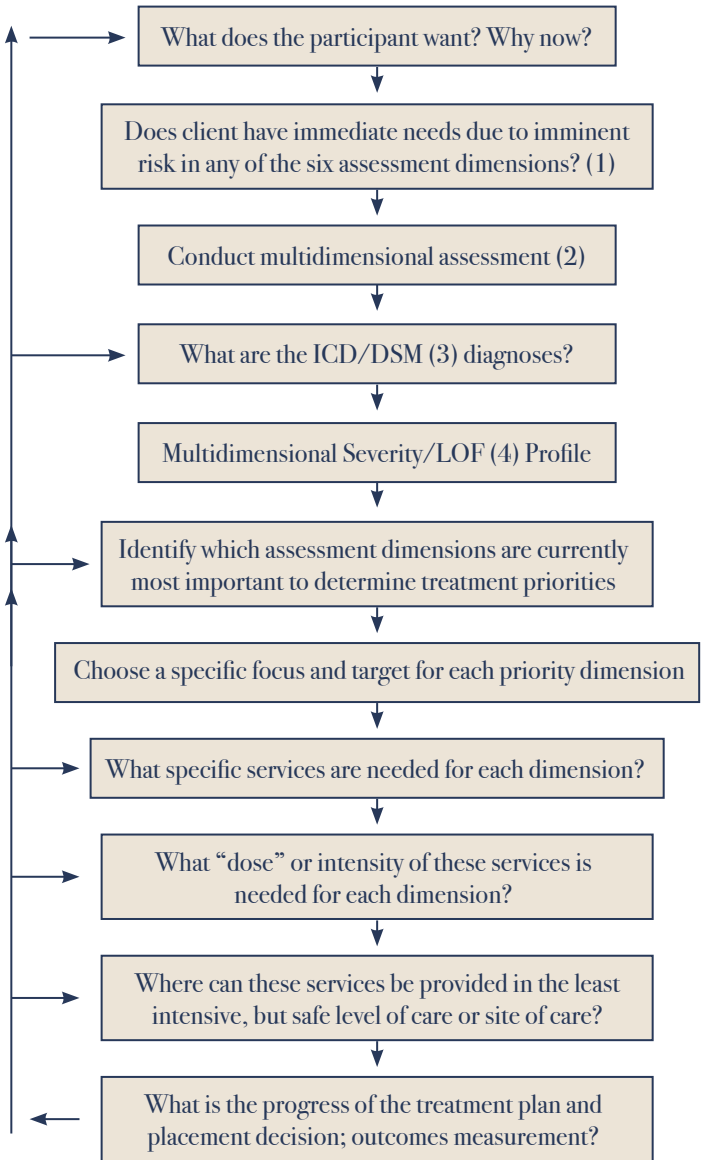 What does the participant want? Why now?
Does client have immediate needs due to imminent
risk in any of the six assessment dimensions? (1)
Conduct multidimensional assessment (2)
What are the ICD/DSM (3) diagnoses?
Multidimensional Severity/LOF (4) Profile
Identify which assessment dimensions are currently
most important to determine treatment priorities
Choose a specific focus and target for each priority dimension
What specific services are needed for each dimension?
What “dose” or intensity of these services is
needed for each dimension?
Where can these services be provided in the least
intensive, but safe level of care or site of care?
What is the progress of the treatment plan and
placement decision; outcomes measurement?